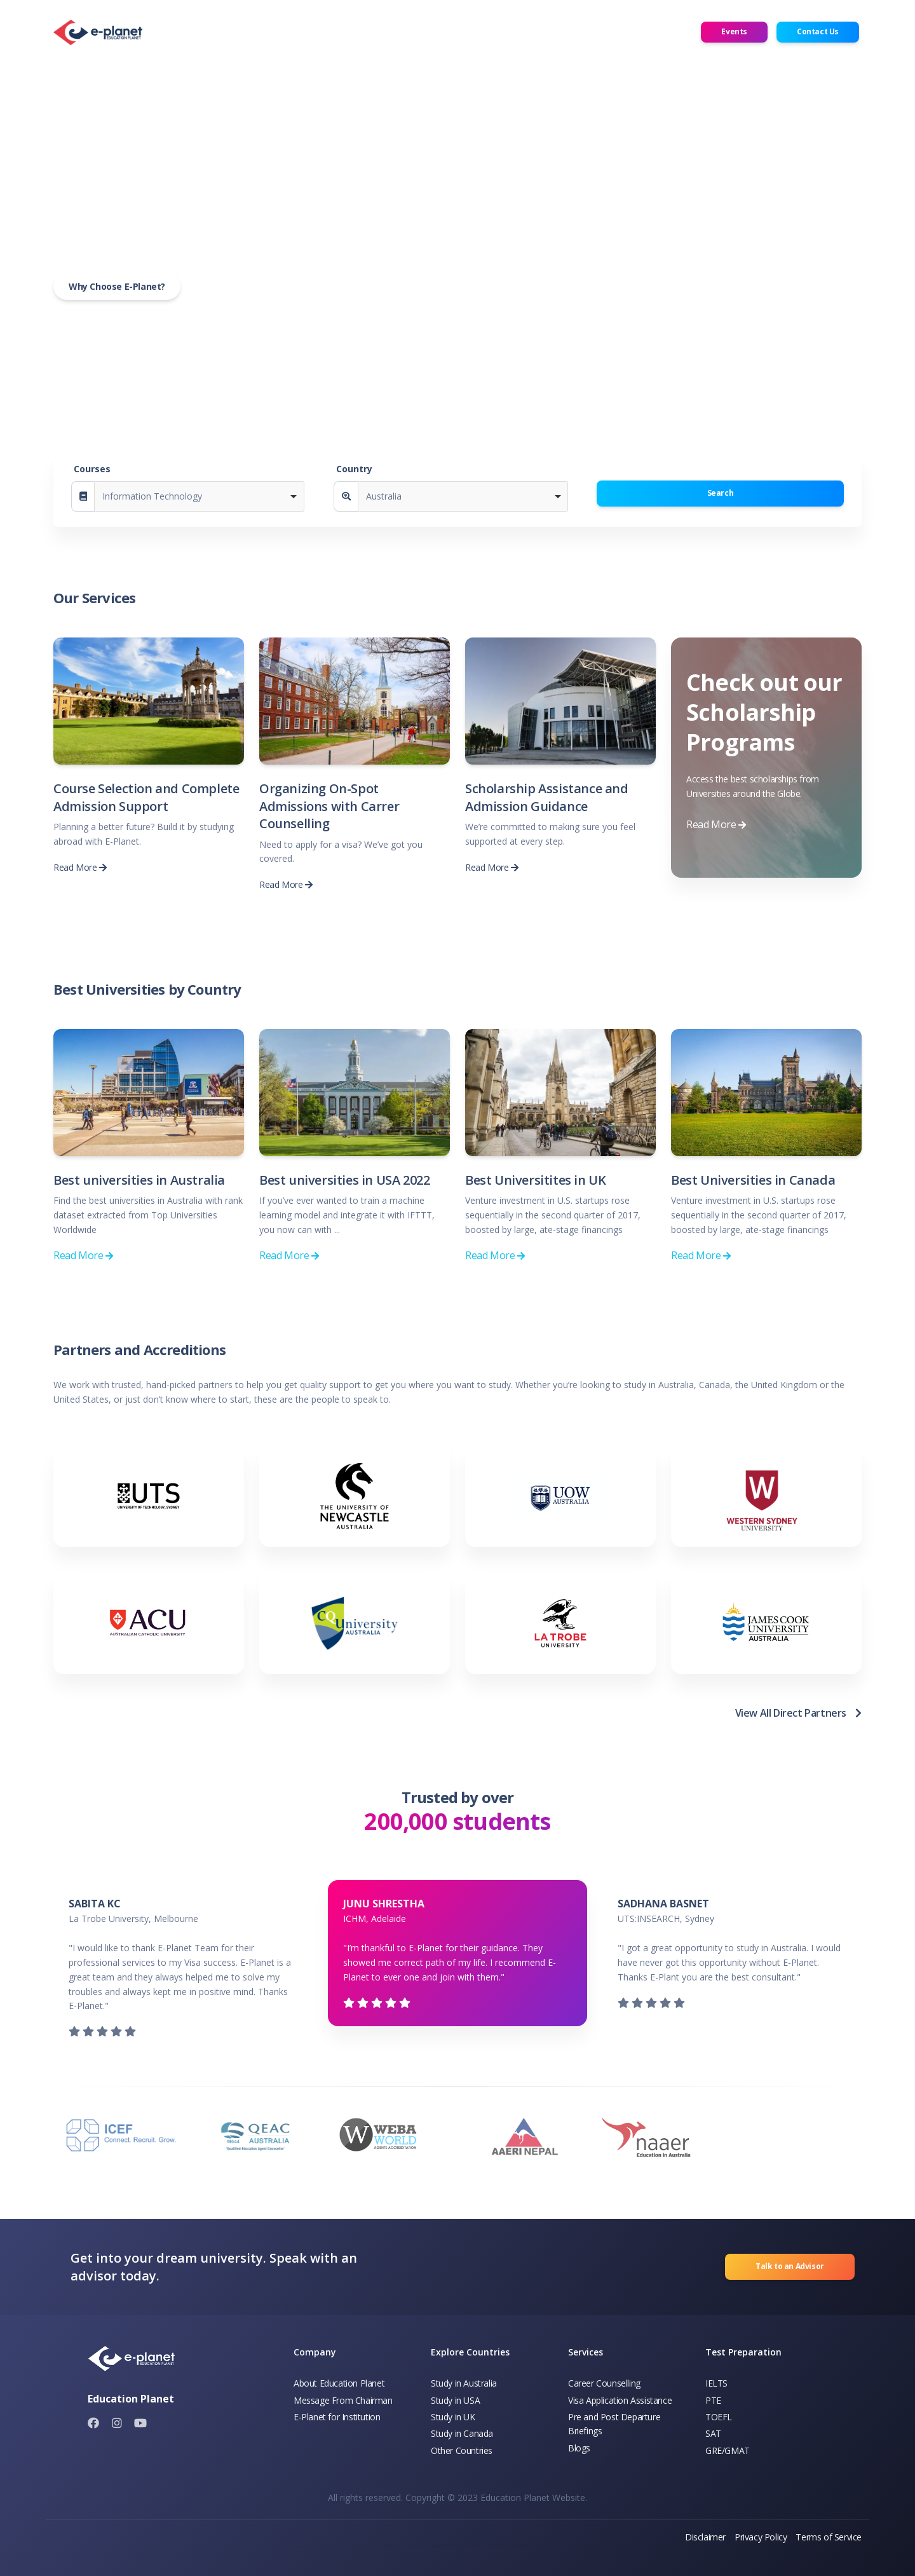 e-planet
EDUCATION PLANET
Events
Contact Us
Why Choose E-Planet?
Courses
Country
Information Technology
Australia
Search
Our Services
Course Selection and Complete
Admission Support
Planning a better future? Build it by studying
abroad with E-Planet.
Read More
Organizing On-Spot
Admissions with Carrer
Counselling
Need to apply for a visa? We've got you
covered.
Read More
Scholarship Assistance and
Admission Guidance
We're committed to making sure you feel
supported at every step.
Read More
Check out our
Scholarship
Programs
Access the best scholarships from
Universities around the Globe.
Read More
Best Universities by Country
Best universities in Australia
Find the best universities in Australia with rank
dataset extracted from Top Universities
Worldwide
Read More
Best universities in USA 2022
If you've ever wanted to train a machine
learning model and integrate it with IFTTT,
you now can with ...
Read More
Best Universitites in UK
Venture investment in U.S. startups rose
sequentially in the second quarter of 2017,
boosted by large, ate-stage financings
Read More
Best Universities in Canada
Venture investment in U.S. startups rose
sequentially in the second quarter of 2017,
boosted by large, ate-stage financings
Read More
Partners and Accreditions
We work with trusted, hand-picked partners to help you get quality support to get you where you want to study. Whether you're looking to study in Australia, Canada, the United Kingdom or the
United States, or just don't know where to start, these are the people to speak to.
UTS
UNIVERSITY OF TECHNOLOGY, SYDNEY
THE UNIVERSITY OF
NEWCASTLE
AUSTRALIA
UOW
AUSTRALIA
W
WESTERN SYDNEY
UNIVERSITY
ACU
AUSTRALIAN CATHOLIC UNIVERSITY
CQUniversity
AUSTRALIA
LA TROBE
UNIVERSITY
JAMES COOK
UNIVERSITY
AUSTRALIA
View All Direct Partners
Trusted by over
200,000 students
SABITA KC
La Trobe University, Melbourne
"I would like to thank E-Planet Team for their
professional services to my Visa success. E-Planet is a
great team and they always helped me to solve my
troubles and always kept me in positive mind. Thanks
E-Planet."
JUNU SHRESTHA
ICHM, Adelaide
"I'm thankful to E-Planet for their guidance. They
showed me correct path of my life. I recommend E-
Planet to ever one and join with them."
SADHANA BASNET
UTS:INSEARCH, Sydney
"I got a great opportunity to study in Australia. I would
have never got this opportunity without E-Planet.
Thanks E-Plant you are the best consultant."
ICEF
Connect. Recruit. Grow.
QEAC
AUSTRALIA
"Qualified Education Agent Counsellor"
W
WEBA
WORLD
AGENTS ACCREDITATION
AAERI NEPAL
naaer
Education in Australia
Get into your dream university. Speak with an
advisor today.
Talk to an Advisor
e-planet
EDUCATION PLANET
Education Planet
Company
About Education Planet
Message From Chairman
E-Planet for Institution
Explore Countries
Study in Australia
Study in USA
Study in UK
Study in Canada
Other Countries
Services
Career Counselling
Visa Application Assistance
Pre and Post Departure
Briefings
Blogs
Test Preparation
IELTS
PTE
TOEFL
SAT
GRE/GMAT
All rights reserved. Copyright © 2023 Education Planet Website.
Disclaimer
Privacy Policy
Terms of Service